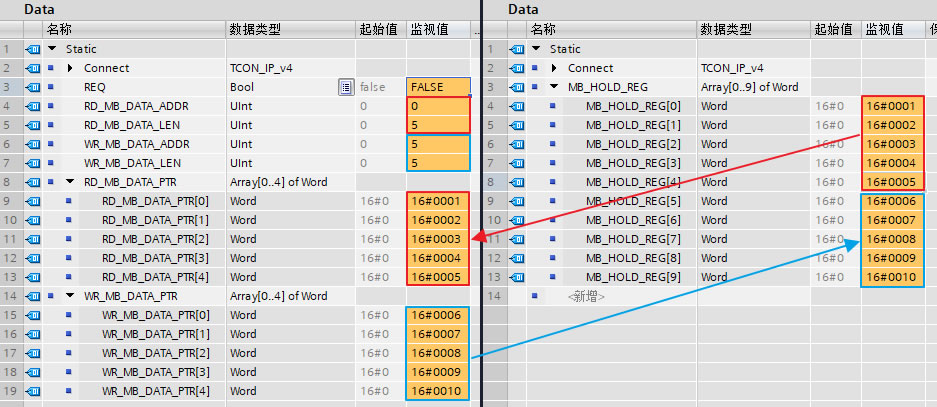 Data
名称 数据类型 起始值 监视值 ...
1 Static
2 Connect TCON_IP_v4
3 REQ Bool false FALSE
4 RD_MB_DATA_ADDR UInt 0 0
5 RD_MB_DATA_LEN UInt 0 5
6 WR_MB_DATA_ADDR UInt 0 5
7 WR_MB_DATA_LEN UInt 0 5
8 RD_MB_DATA_PTR Array[0..4] of Word
9 RD_MB_DATA_PTR[0] Word 16#0 16#0001
10 RD_MB_DATA_PTR[1] Word 16#0 16#0002
11 RD_MB_DATA_PTR[2] Word 16#0 16#0003
12 RD_MB_DATA_PTR[3] Word 16#0 16#0004
13 RD_MB_DATA_PTR[4] Word 16#0 16#0005
14 WR_MB_DATA_PTR Array[0..4] of Word
15 WR_MB_DATA_PTR[0] Word 16#0 16#0006
16 WR_MB_DATA_PTR[1] Word 16#0 16#0007
17 WR_MB_DATA_PTR[2] Word 16#0 16#0008
18 WR_MB_DATA_PTR[3] Word 16#0 16#0009
19 WR_MB_DATA_PTR[4] Word 16#0 16#0010
Data
名称 数据类型 起始值 监视值
1 Static
2 Connect TCON_IP_v4
3 MB_HOLD_REG Array[0..9] of Word
4 MB_HOLD_REG[0] Word 16#0 16#0001
5 MB_HOLD_REG[1] Word 16#0 16#0002
6 MB_HOLD_REG[2] Word 16#0 16#0003
7 MB_HOLD_REG[3] Word 16#0 16#0004
8 MB_HOLD_REG[4] Word 16#0 16#0005
9 MB_HOLD_REG[5] Word 16#0 16#0006
10 MB_HOLD_REG[6] Word 16#0 16#0007
11 MB_HOLD_REG[7] Word 16#0 16#0008
12 MB_HOLD_REG[8] Word 16#0 16#0009
13 MB_HOLD_REG[9] Word 16#0 16#0010
14 <新增>